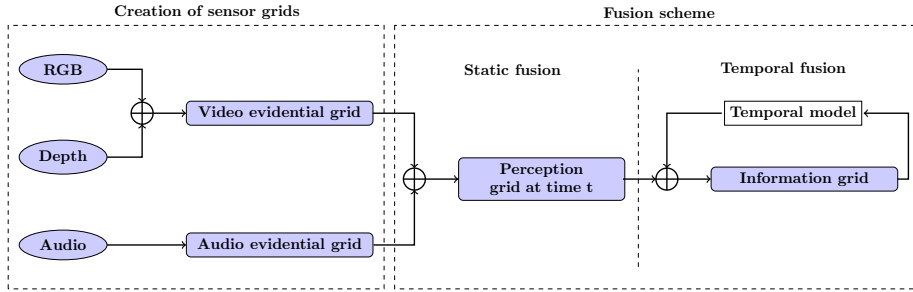 Creation of sensor grids
Fusion scheme
RGB
Depth
Audio
Video evidential grid
Audio evidential grid
Static fusion
Perception
grid at time t
Temporal fusion
Temporal model
Information grid